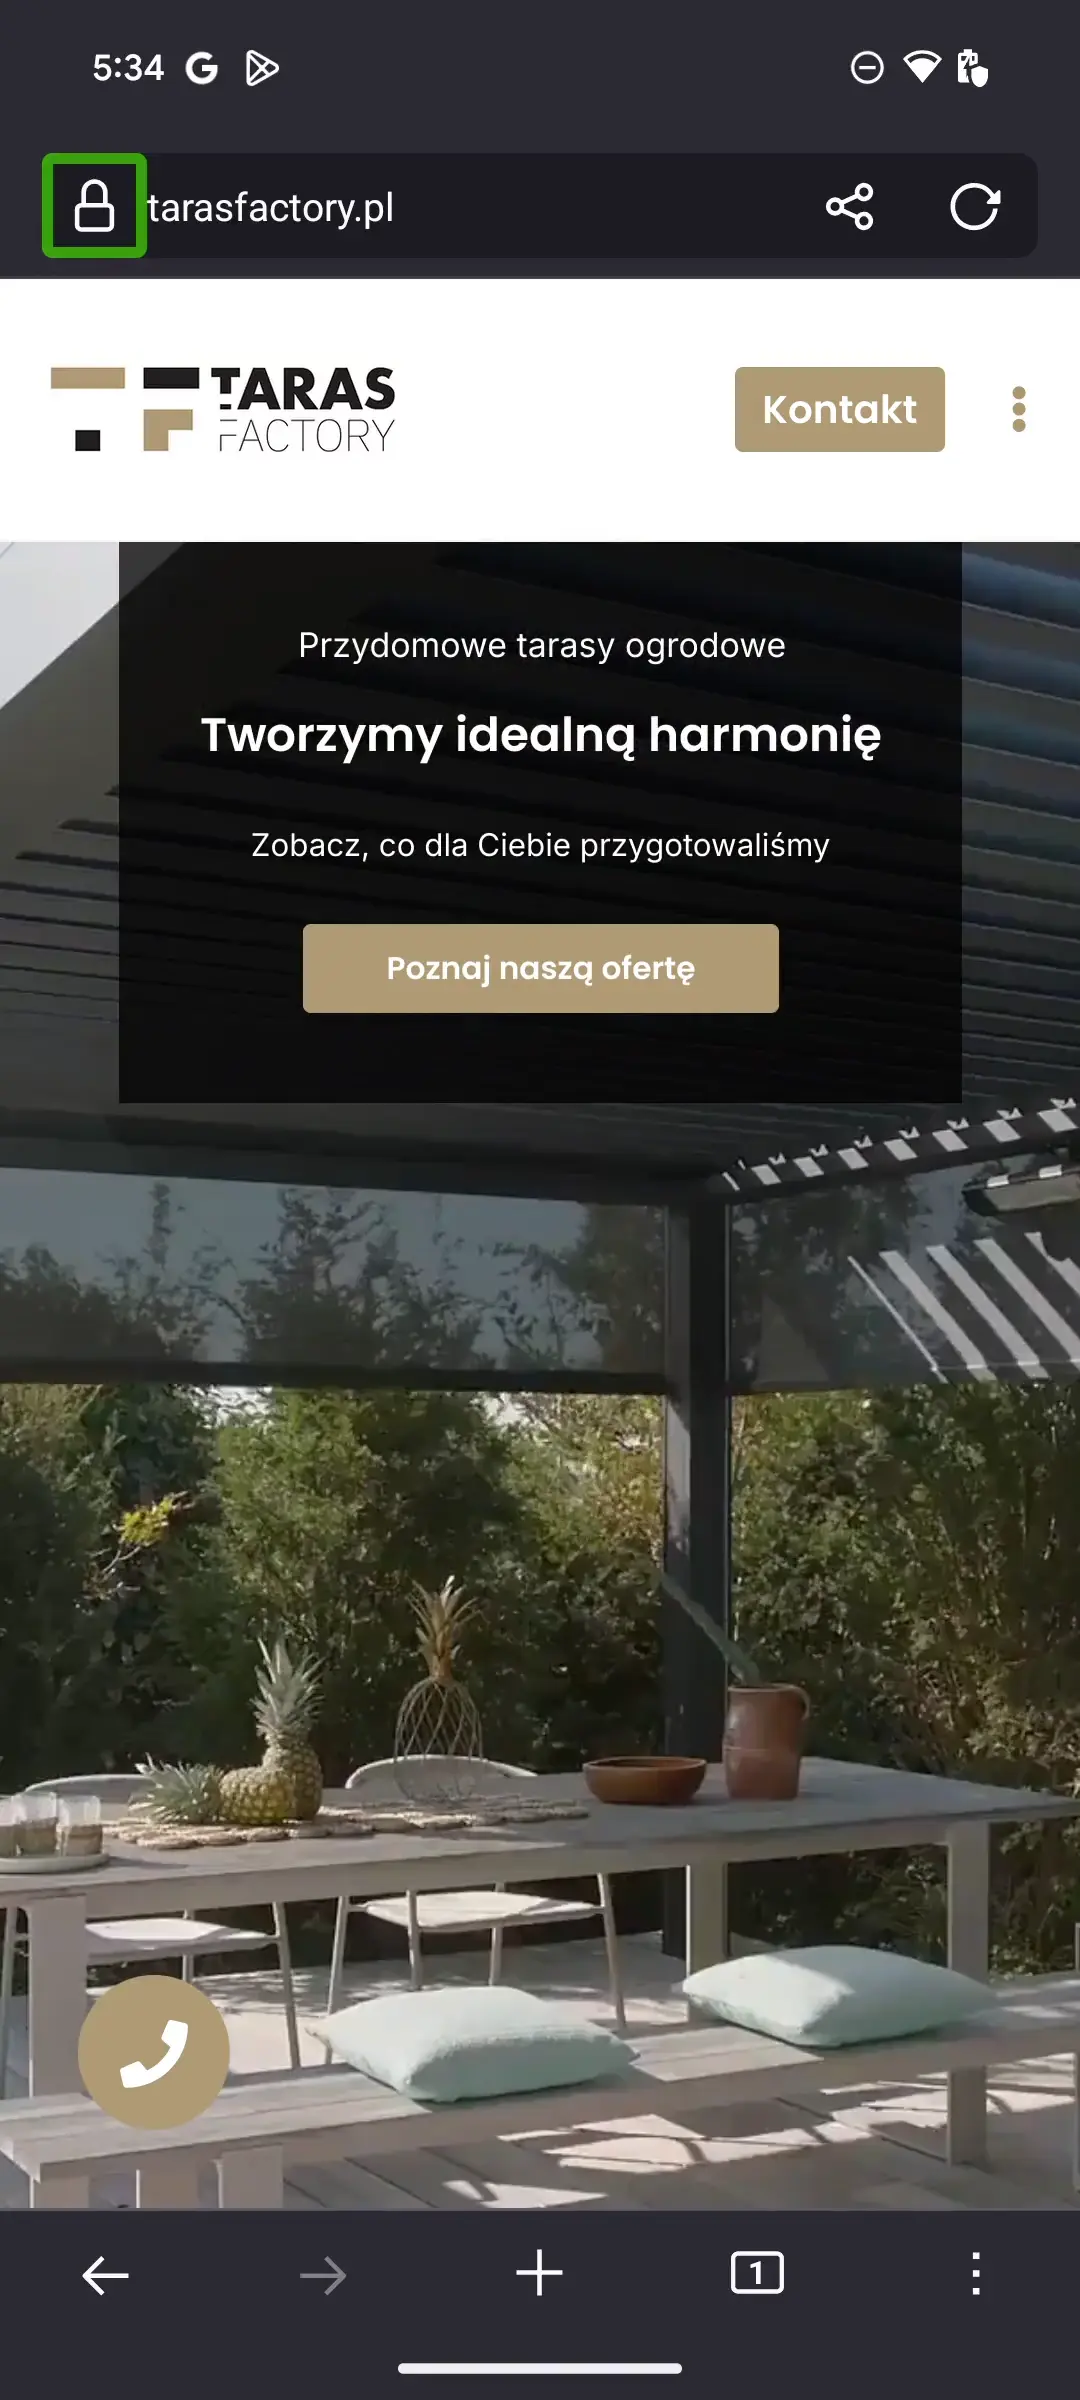 5:34
tarasfactory.pl
TARAS
FACTORY
Kontakt
Przydomowe tarasy ogrodowe
Tworzymy idealną harmonię
Zobacz, co dla Ciebie przygotowaliśmy
Poznaj naszą ofertę
1